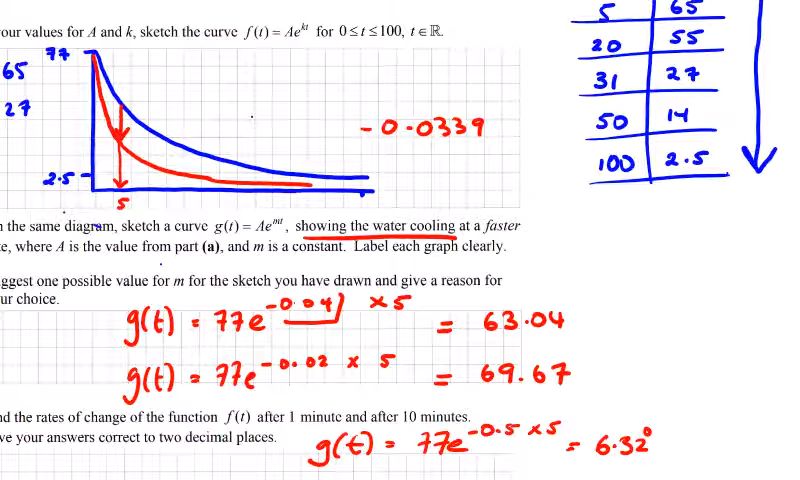 our values for A and k, sketch the curve f(t) = Ae^{kt} for 0 ≤ t ≤ 100, t ∈ ℝ.
77
65
27
2.5
5
-0.0339
5 65
20 55
31 27
50 14
100 2.5
n the same diagram, sketch a curve g(t) = Ae^{mt}, showing the water cooling at a faster
te, where A is the value from part (a), and m is a constant. Label each graph clearly.
uggest one possible value for m for the sketch you have drawn and give a reason for
ur choice.
g(t) = 77e^{-0.04 × 5} = 63.04
g(t) = 77e^{-0.02 × 5} = 69.67
nd the rates of change of the function f(t) after 1 minute and after 10 minutes.
ve your answers correct to two decimal places.
g(t) = 77e^{-0.5 × 5} = 6.32°